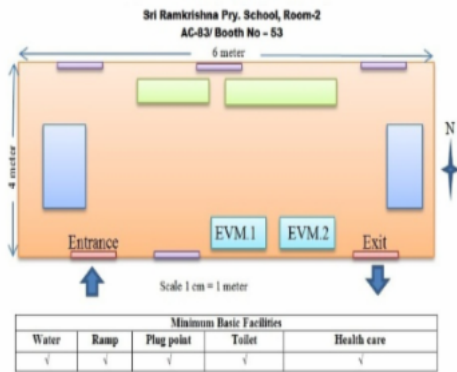 Sri Ramkrishna Pry. School, Room-2
AC-83/ Booth No – 53
6 meter
4 meter
N
EVM.1 EVM.2
Entrance Exit
Scale 1 cm = 1 meter
Minimum Basic Facilities
Water Ramp Plug point Toilet Health care
√ √ √ √ √